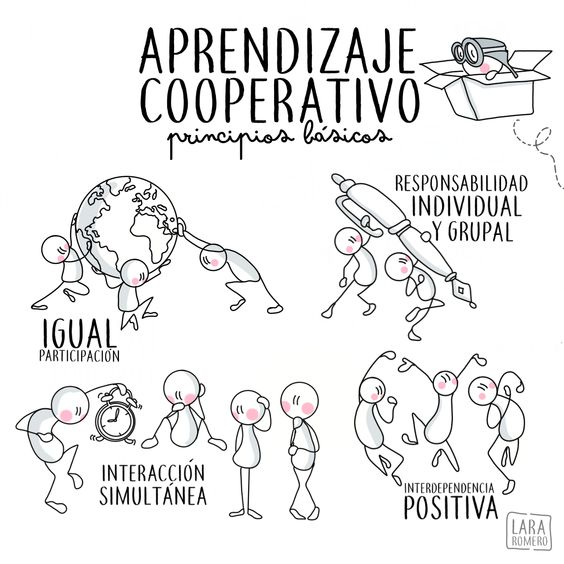 APRENDIZAJE
COOPERATIVO
principios básicos
RESPONSABILIDAD
INDIVIDUAL
Y GRUPAL
IGUAL
PARTICIPACIÓN
INTERACCIÓN
SIMULTÁNEA
INTERDEPENDENCIA
POSITIVA
LARA
ROMERO